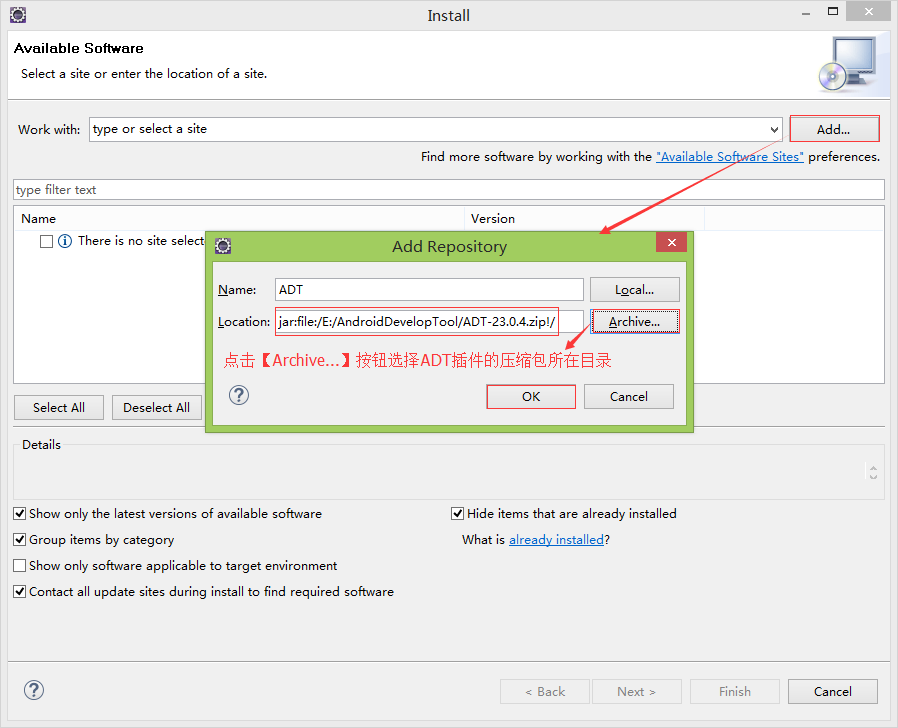 Install
Available Software
Select a site or enter the location of a site.
Work with: type or select a site Add...
Find more software by working with the "Available Software Sites" preferences.
type filter text
Name Version
There is no site select
Add Repository
Name: ADT Local...
Location: jar:file:/E:/AndroidDevelopTool/ADT-23.0.4.zip!/ Archive...
点击【Archive...】按钮选择ADT插件的压缩包所在目录
OK Cancel
Select All Deselect All
Details
Show only the latest versions of available software Hide items that are already installed
Group items by category What is already installed?
Show only software applicable to target environment
Contact all update sites during install to find required software
< Back Next > Finish Cancel